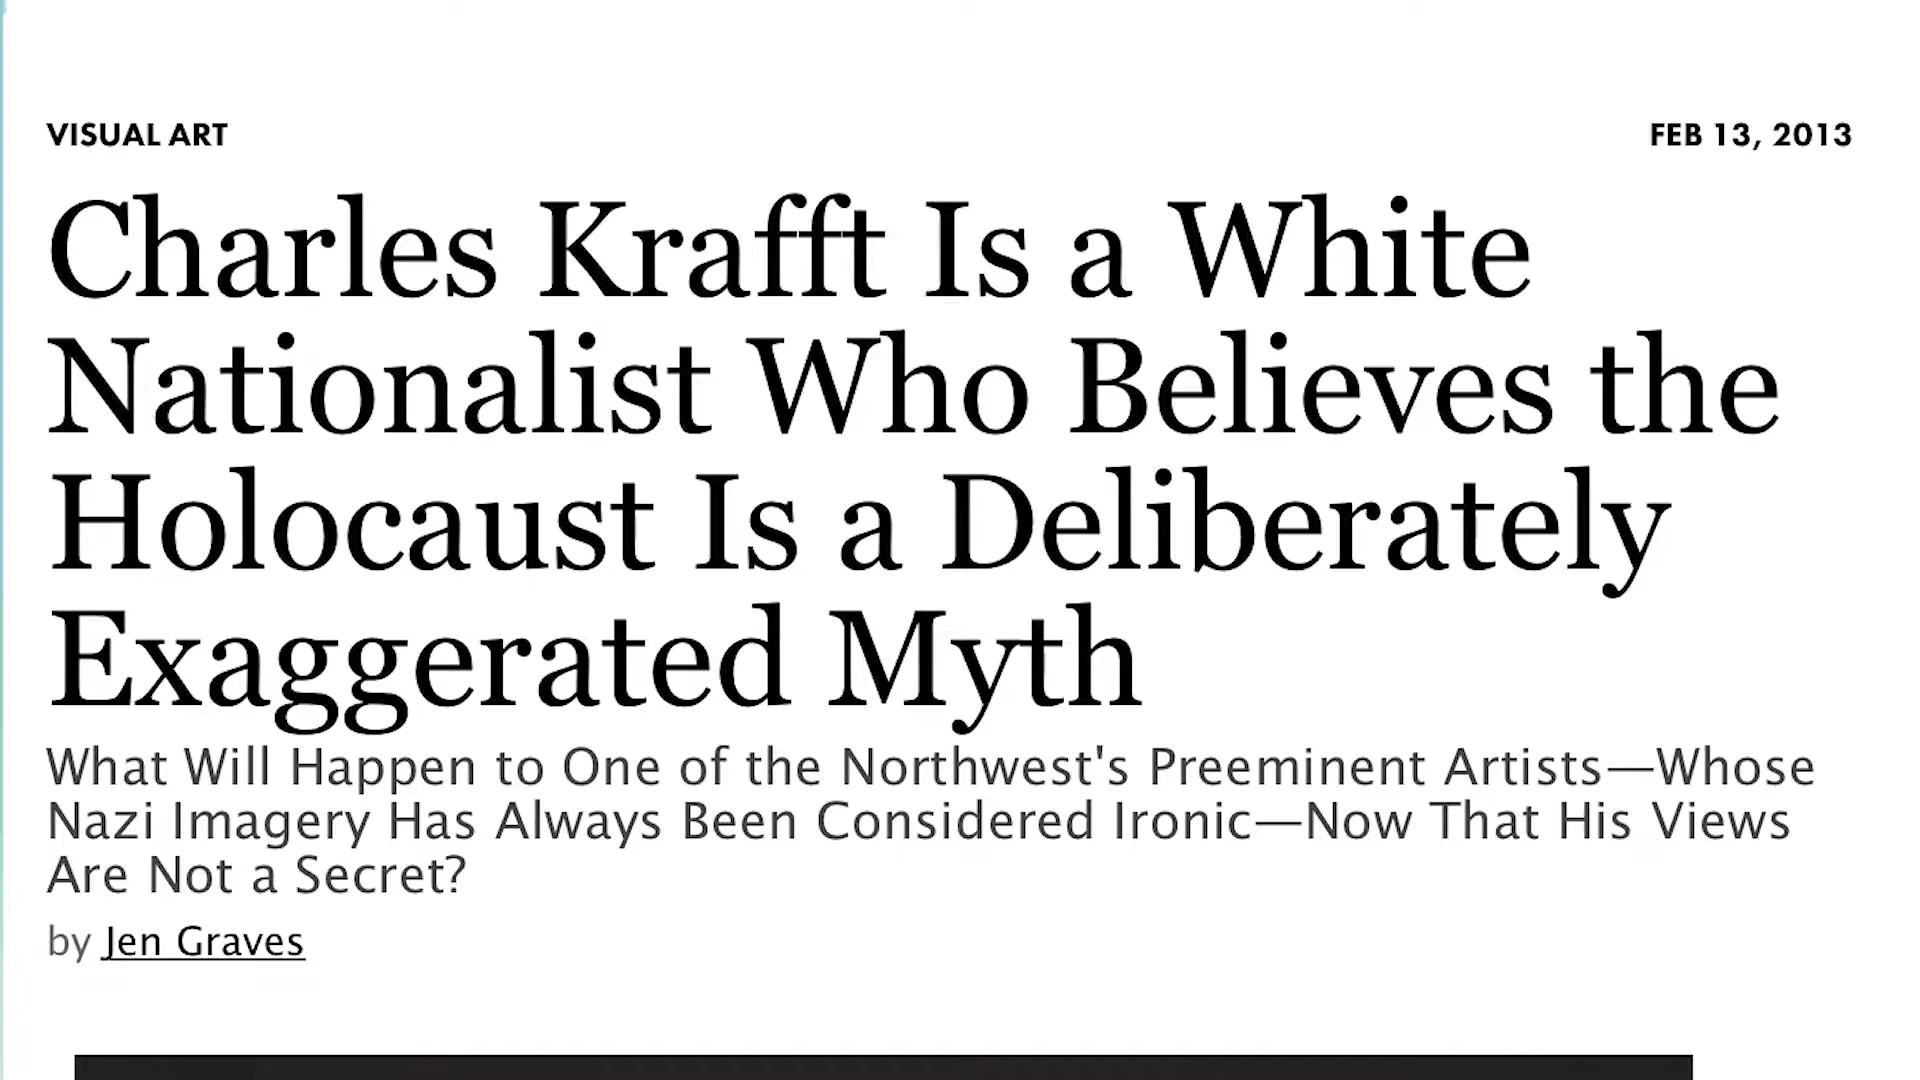 VISUAL ART
FEB 13, 2013
Charles Krafft Is a White
Nationalist Who Believes the
Holocaust Is a Deliberately
Exaggerated Myth
What Will Happen to One of the Northwest's Preeminent Artists—Whose
Nazi Imagery Has Always Been Considered Ironic—Now That His Views
Are Not a Secret?
by Jen Graves